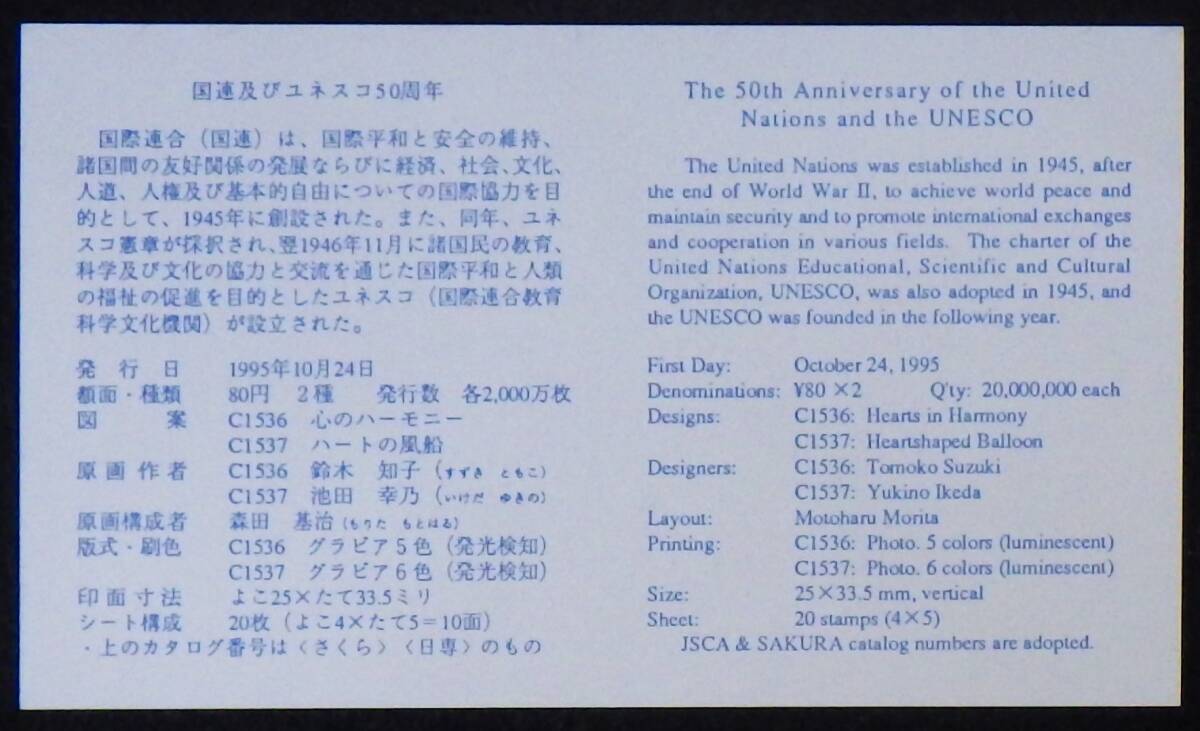 国連及びユネスコ50周年
国際連合（国連）は、国際平和と安全の維持、
諸国間の友好関係の発展ならびに経済、社会、文化、
人道、人権及び基本的自由についての国際協力を目
的として、1945年に創設された。また、同年、ユネ
スコ憲章が採択され、翌1946年11月に諸国民の教育、
科学及び文化の協力と交流を通じた国際平和と人類
の福祉の促進を目的としたユネスコ（国際連合教育
科学文化機関）が設立された。
発行日 1995年10月24日
額面・種類 80円 2種 発行数 各2,000万枚
図案 C1536 心のハーモニー
C1537 ハートの風船
原画作者 C1536 鈴木 知子（すずき ともこ）
C1537 池田 幸乃（いけだ ゆきの）
原画構成者 森田 基治（もりた もとはる）
版式・刷色 C1536 グラビア5色（発光検知）
C1537 グラビア6色（発光検知）
印面寸法 よこ25×たて33.5ミリ
シート構成 20枚（よこ4×たて5＝10面）
・上のカタログ番号は〈さくら〉〈日専〉のもの
The 50th Anniversary of the United
Nations and the UNESCO
The United Nations was established in 1945, after
the end of World War II, to achieve world peace and
maintain security and to promote international exchanges
and cooperation in various fields. The charter of the
United Nations Educational, Scientific and Cultural
Organization, UNESCO, was also adopted in 1945, and
the UNESCO was founded in the following year.
First Day: October 24, 1995
Denominations: ¥80 ×2 Q'ty: 20,000,000 each
Designs: C1536: Hearts in Harmony
C1537: Heartshaped Balloon
Designers: C1536: Tomoko Suzuki
C1537: Yukino Ikeda
Layout: Motoharu Morita
Printing: C1536: Photo. 5 colors (luminescent)
C1537: Photo. 6 colors (luminescent)
Size: 25×33.5 mm, vertical
Sheet: 20 stamps (4×5)
JSCA & SAKURA catalog numbers are adopted.